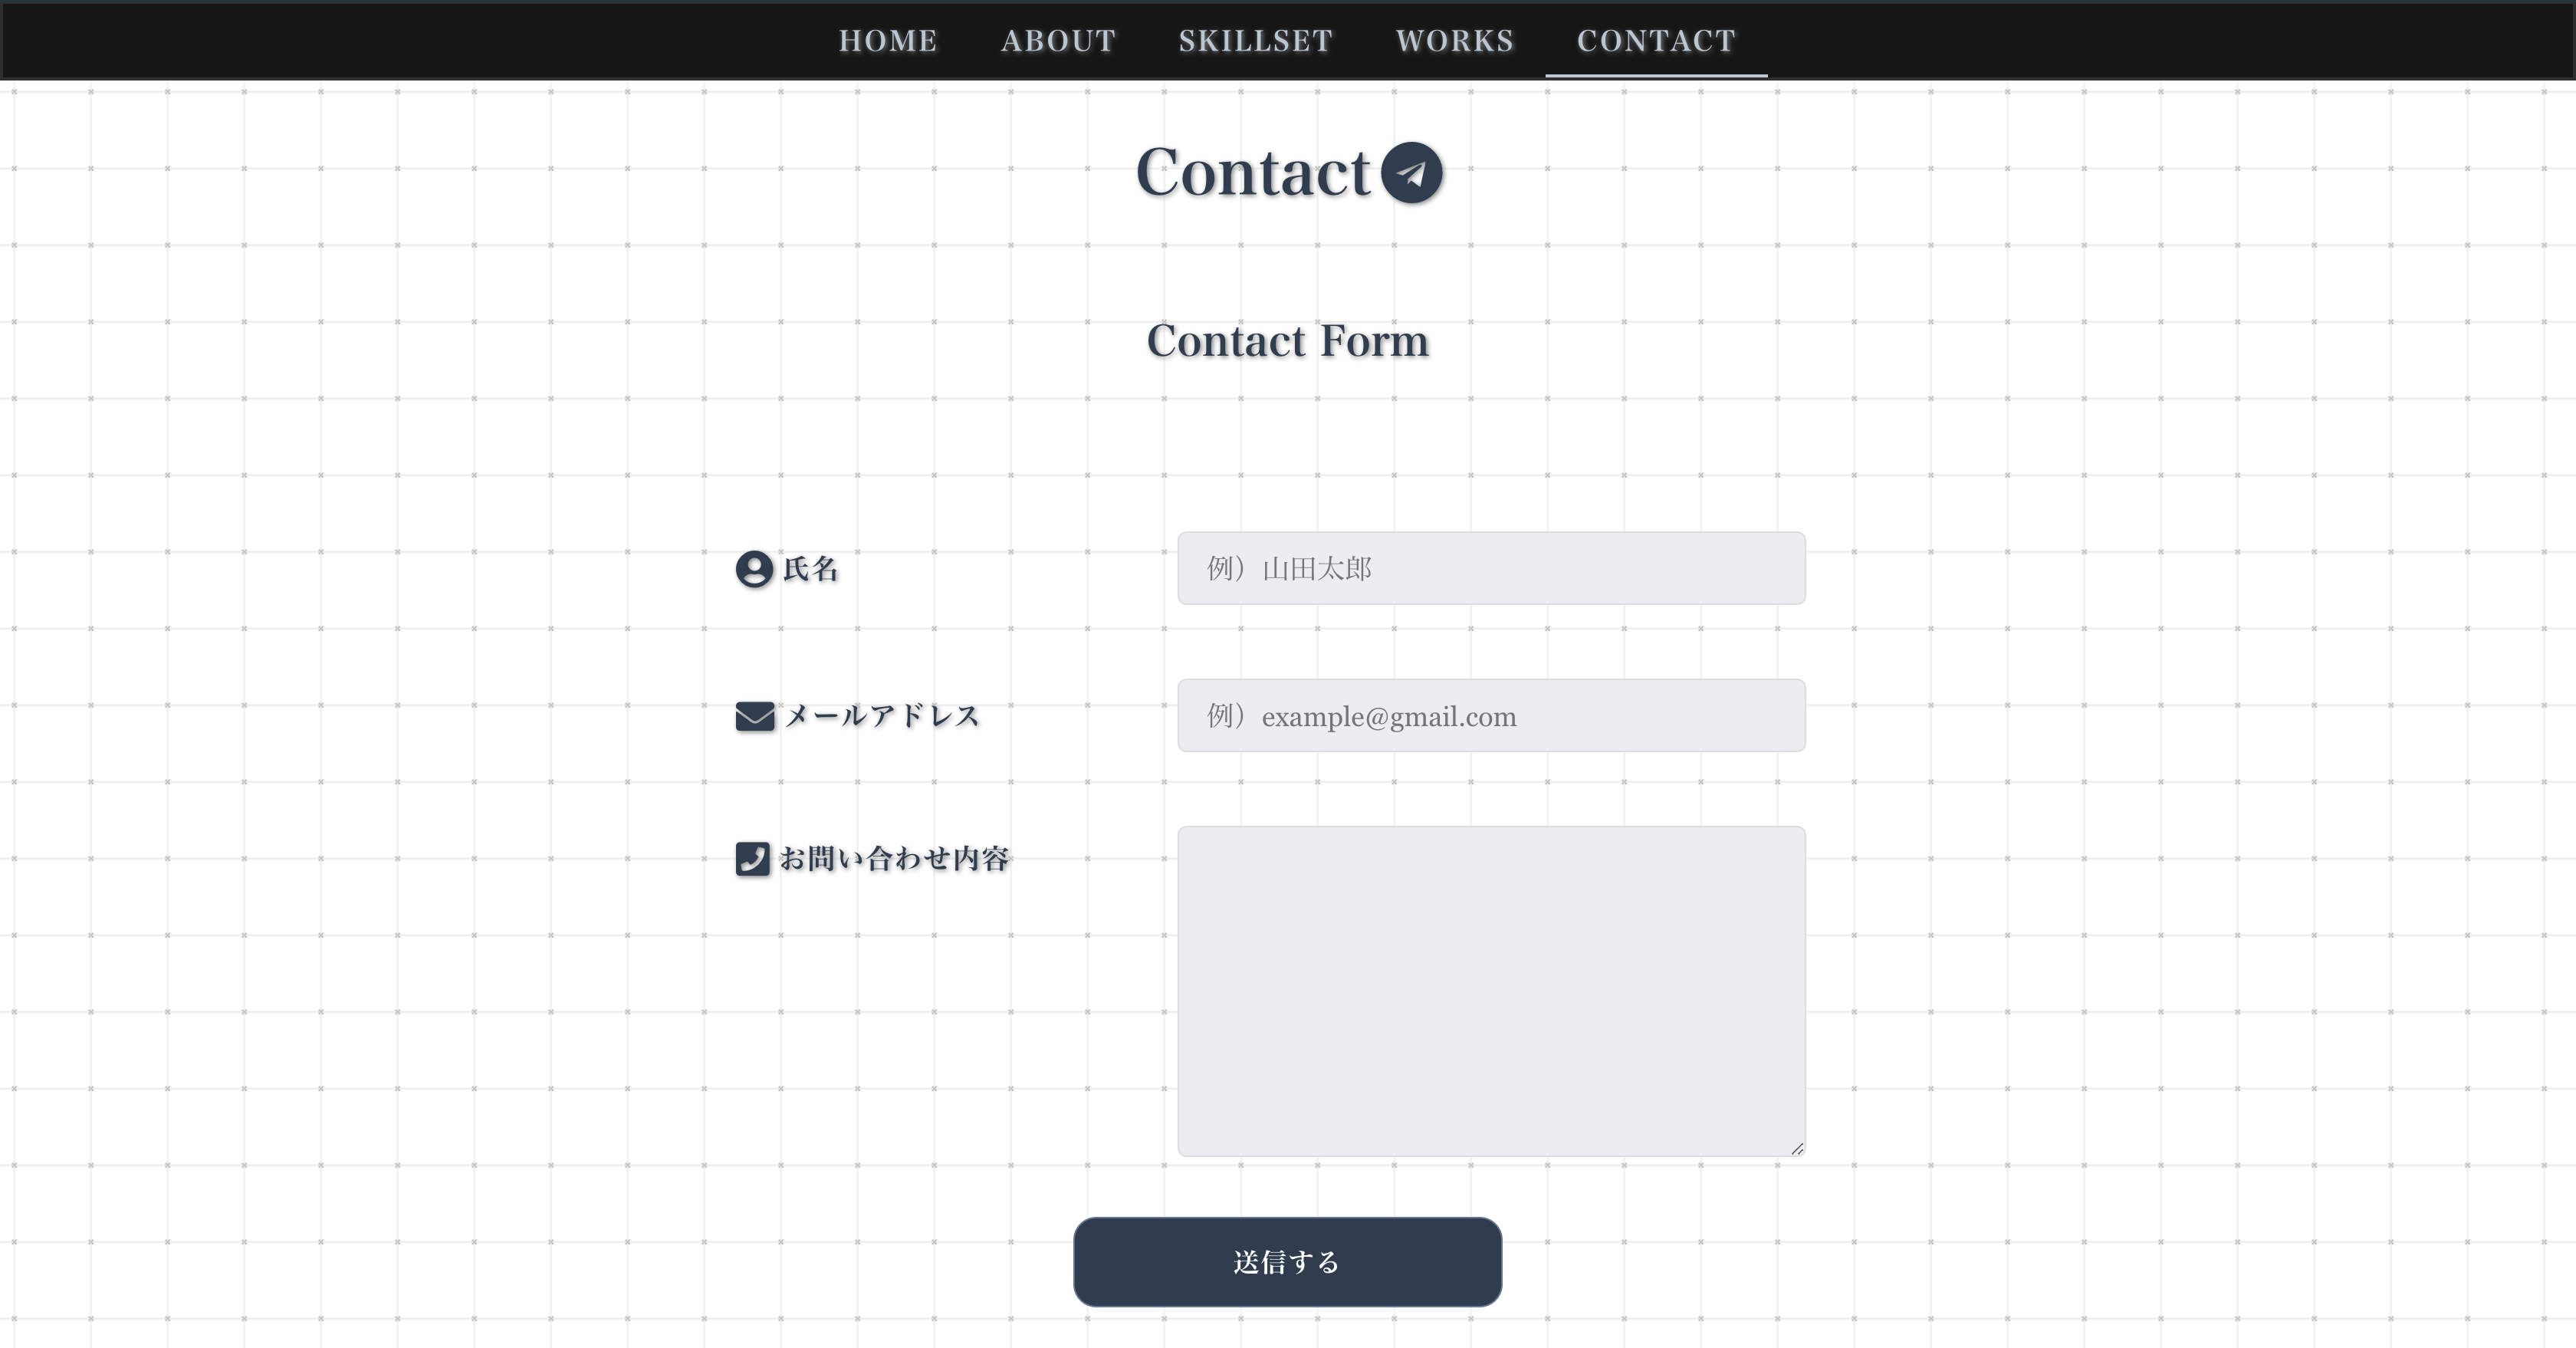 HOME ABOUT SKILLSET WORKS CONTACT
Contact
Contact Form
氏名
例）山田太郎
メールアドレス
例）example@gmail.com
お問い合わせ内容
送信する